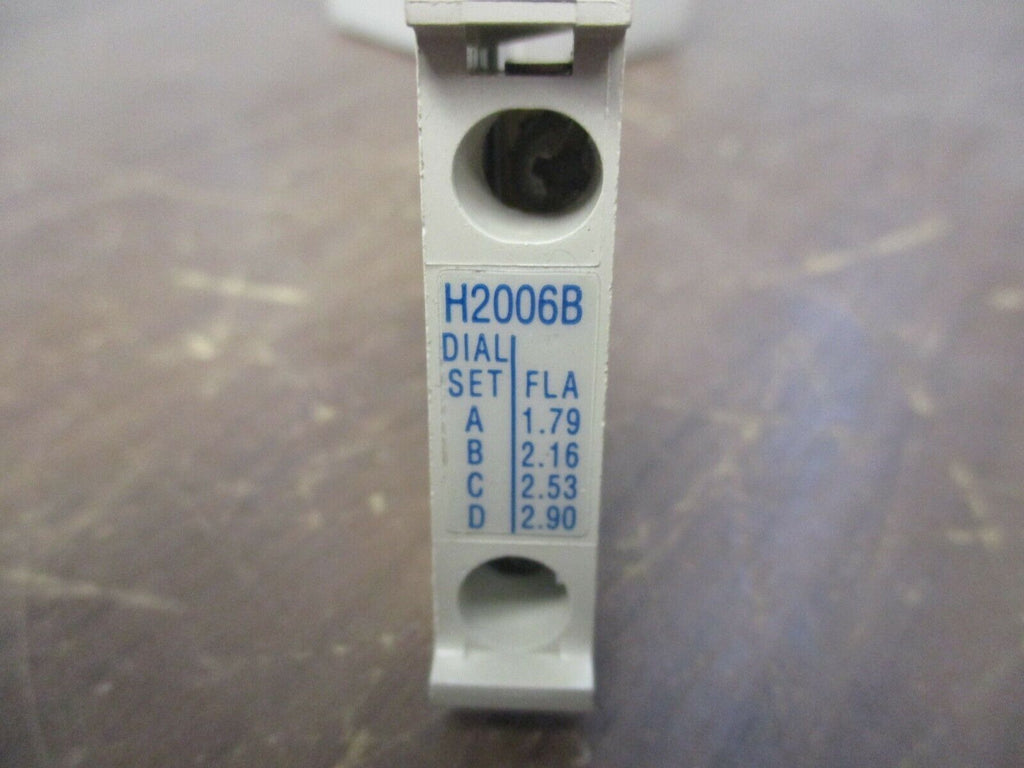 H2006B
DIAL
SET FLA
A 1.79
B 2.16
C 2.53
D 2.90